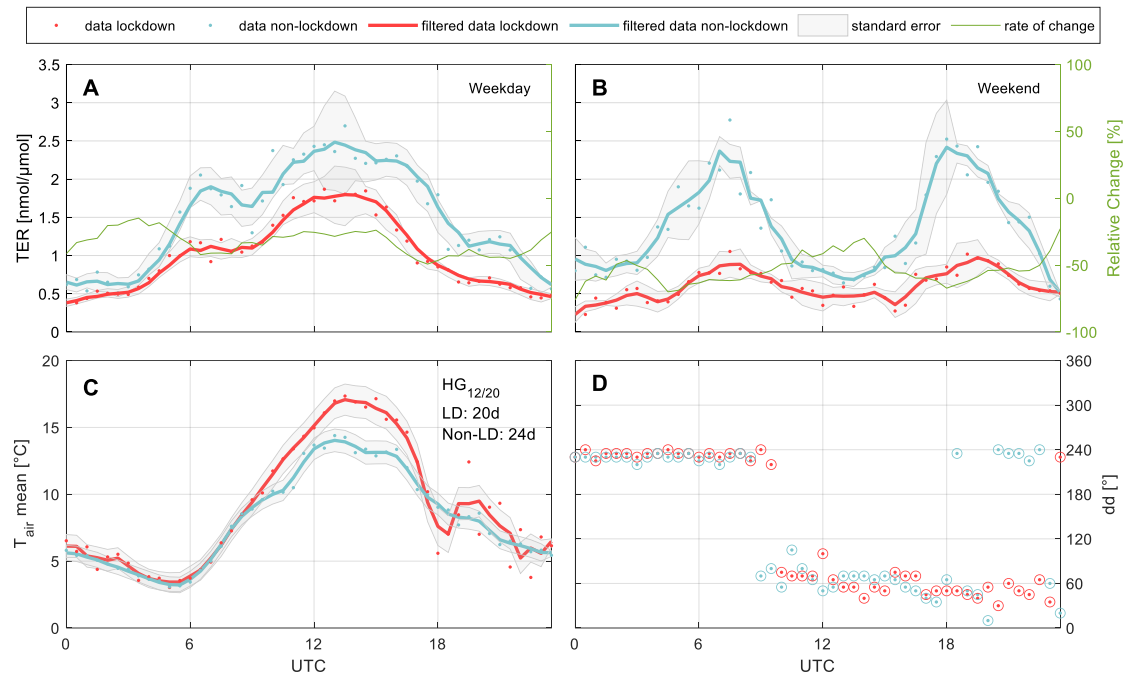 data lockdown data non-lockdown filtered data lockdown filtered data non-lockdown standard error rate of change
A
Weekday
TER [nmol/μmol]
3.5
3
2.5
2
1.5
1
0.5
0
B
Weekend
100
50
0
-50
-100
Relative Change [%]
6 12 18
C
HG12/20
LD: 20d
Non-LD: 24d
Tair mean [°C]
20
15
10
5
0
0 6 12 18
UTC
D
360
300
240
180
120
60
0
dd [°]
6 12 18
UTC